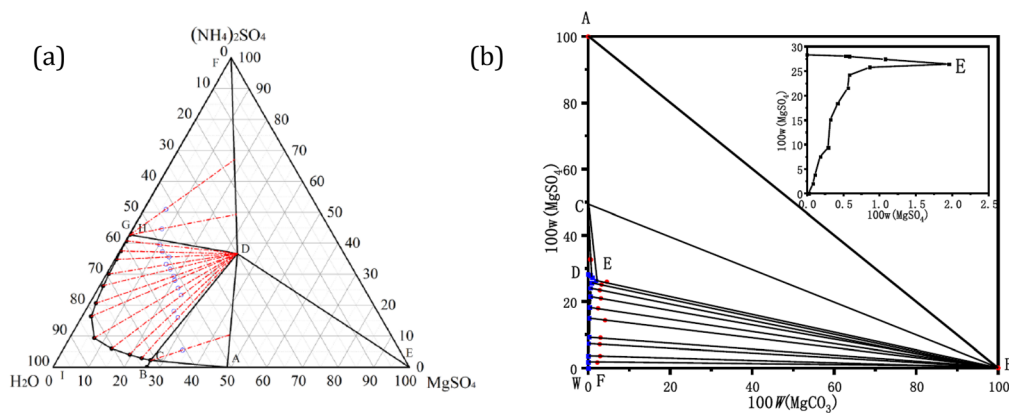 (a)
(NH₄)₂SO₄
0 100
F
10 90
20 80
30 70
40 60
50 50
G H
60 40
D
70 30
80 20
90 10
C A E
100 0
I B
H₂O 0 10 20 30 40 50 60 70 80 90 100 MgSO₄
(b)
A
100
80
60
C
40
D E
20
0
W F
0 20 40 60 80 100
100w(MgSO₄)
100W(MgCO₃)
30
25
20
15
10
5
0
0.0 0.5 1.0 1.5 2.0 2.5
E
100w(MgSO₄)
100w(MgSO₄)